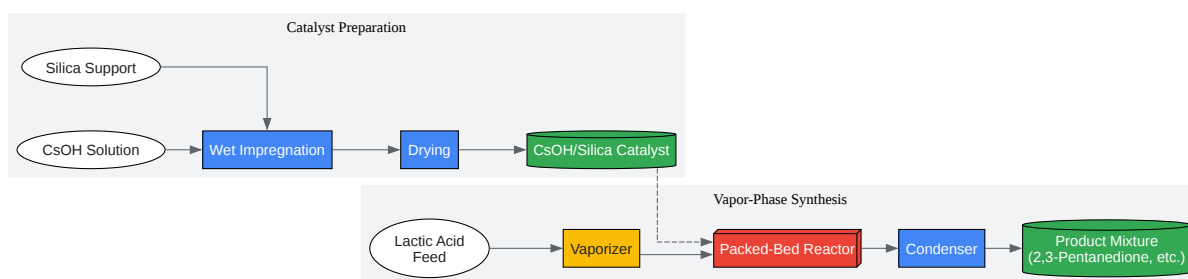 Catalyst Preparation
Silica Support
CsOH Solution
Wet Impregnation
Drying
CsOH/Silica Catalyst
Vapor-Phase Synthesis
Lactic Acid
Feed
Vaporizer
Packed-Bed Reactor
Condenser
Product Mixture
(2,3-Pentanedione, etc.)